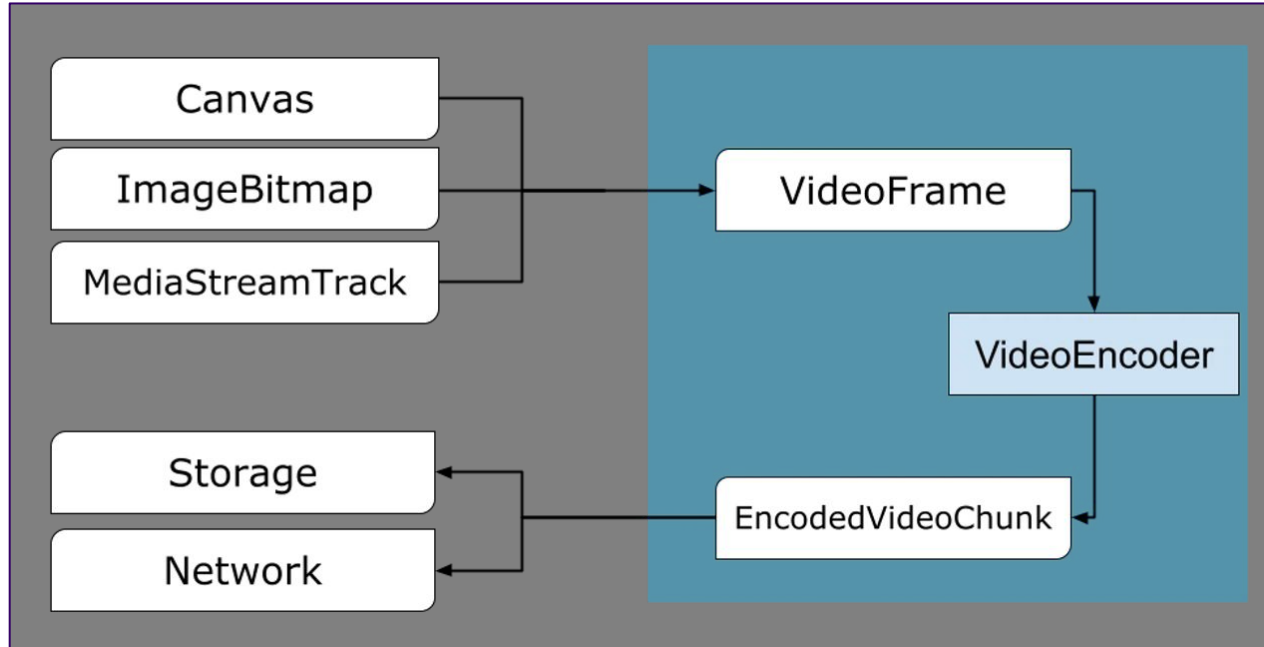 Canvas
ImageBitmap
MediaStreamTrack
VideoFrame
VideoEncoder
EncodedVideoChunk
Storage
Network